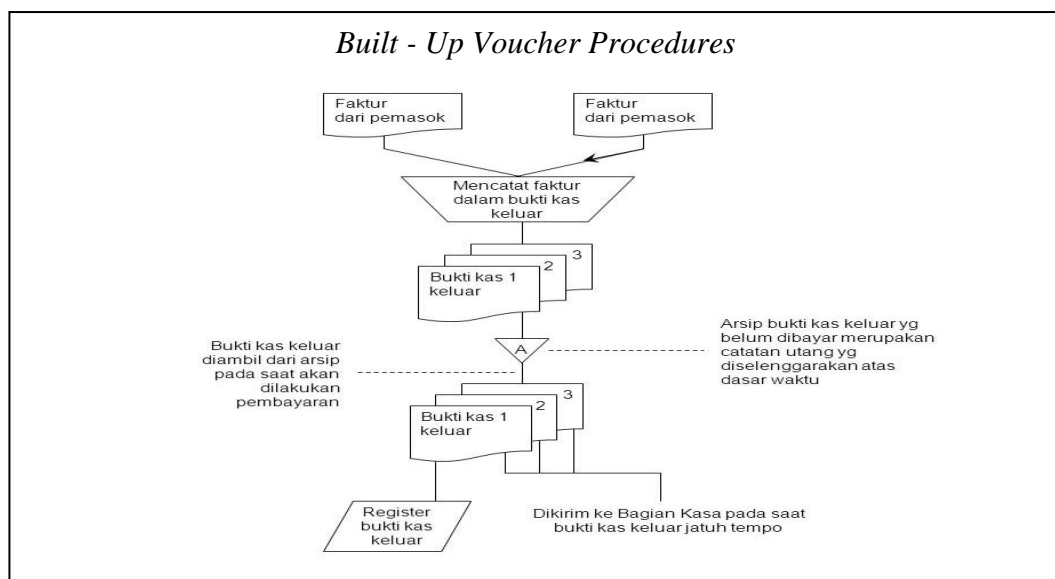 Built - Up Voucher Procedures
Faktur
dari pemasok
Faktur
dari pemasok
Mencatat faktur
dalam bukti kas
keluar
3
2
Bukti kas 1
keluar
Bukti kas keluar
diambil dari arsip
pada saat akan
dilakukan
pembayaran
A
Arsip bukti kas keluar yg
belum dibayar merupakan
catatan utang yg
diselenggarakan atas
dasar waktu
3
2
Bukti kas 1
keluar
Register
bukti kas
keluar
Dikirim ke Bagian Kasa pada saat
bukti kas keluar jatuh tempo